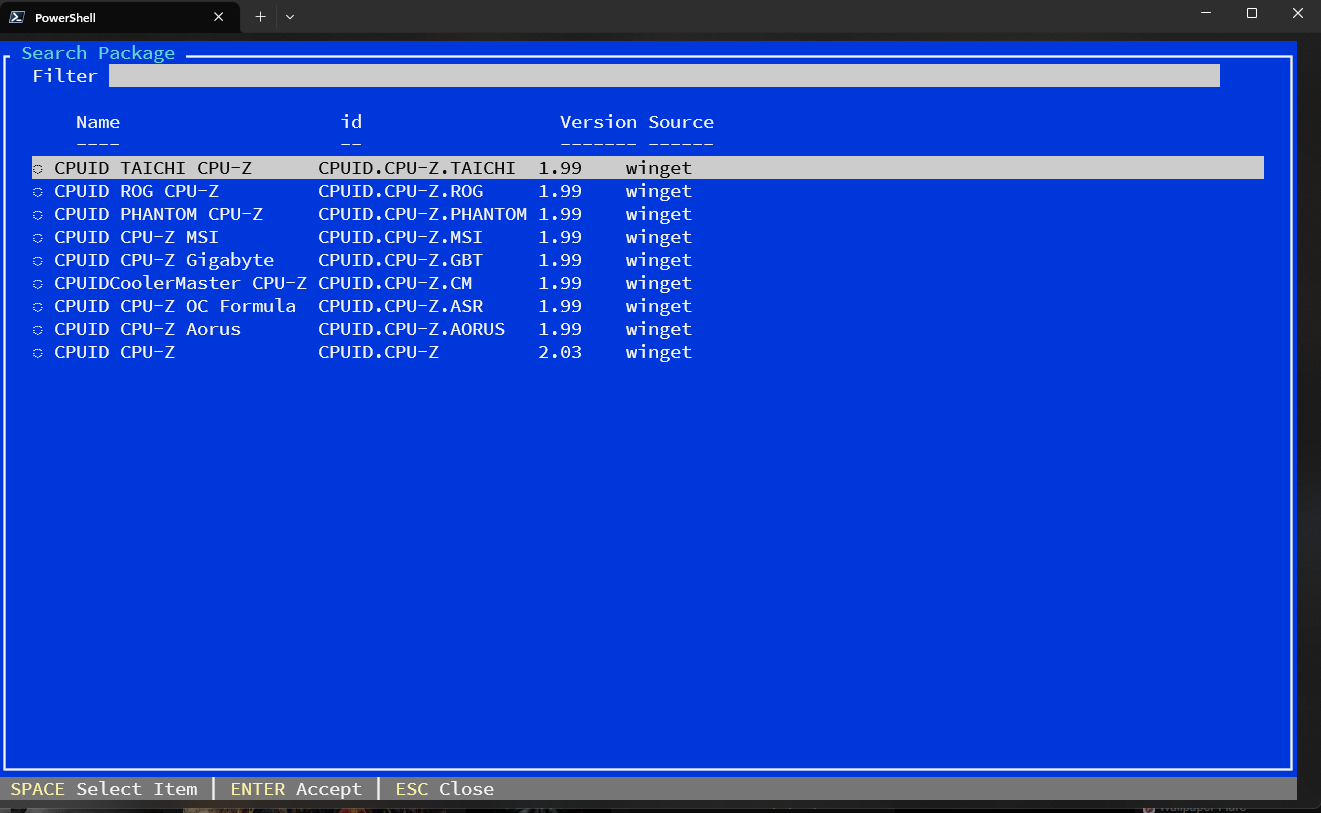 PowerShell
Search Package
Filter
Name id Version Source
---- -- ------- ------
CPUID TAICHI CPU-Z CPUID.CPU-Z.TAICHI 1.99 winget
CPUID ROG CPU-Z CPUID.CPU-Z.ROG 1.99 winget
CPUID PHANTOM CPU-Z CPUID.CPU-Z.PHANTOM 1.99 winget
CPUID CPU-Z MSI CPUID.CPU-Z.MSI 1.99 winget
CPUID CPU-Z Gigabyte CPUID.CPU-Z.GBT 1.99 winget
CPUIDCoolerMaster CPU-Z CPUID.CPU-Z.CM 1.99 winget
CPUID CPU-Z OC Formula CPUID.CPU-Z.ASR 1.99 winget
CPUID CPU-Z Aorus CPUID.CPU-Z.AORUS 1.99 winget
CPUID CPU-Z CPUID.CPU-Z 2.03 winget
SPACE Select Item │ ENTER Accept │ ESC Close